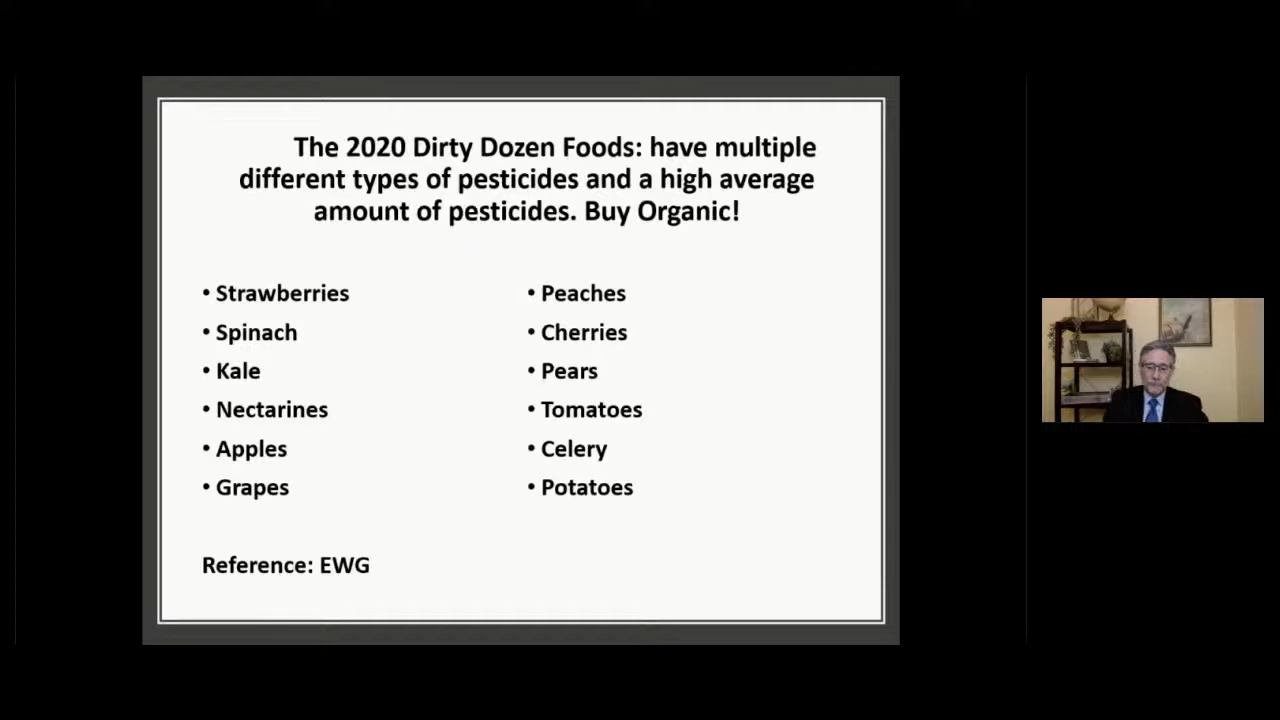 The 2020 Dirty Dozen Foods: have multiple
different types of pesticides and a high average
amount of pesticides. Buy Organic!
• Strawberries
• Spinach
• Kale
• Nectarines
• Apples
• Grapes
• Peaches
• Cherries
• Pears
• Tomatoes
• Celery
• Potatoes
Reference: EWG